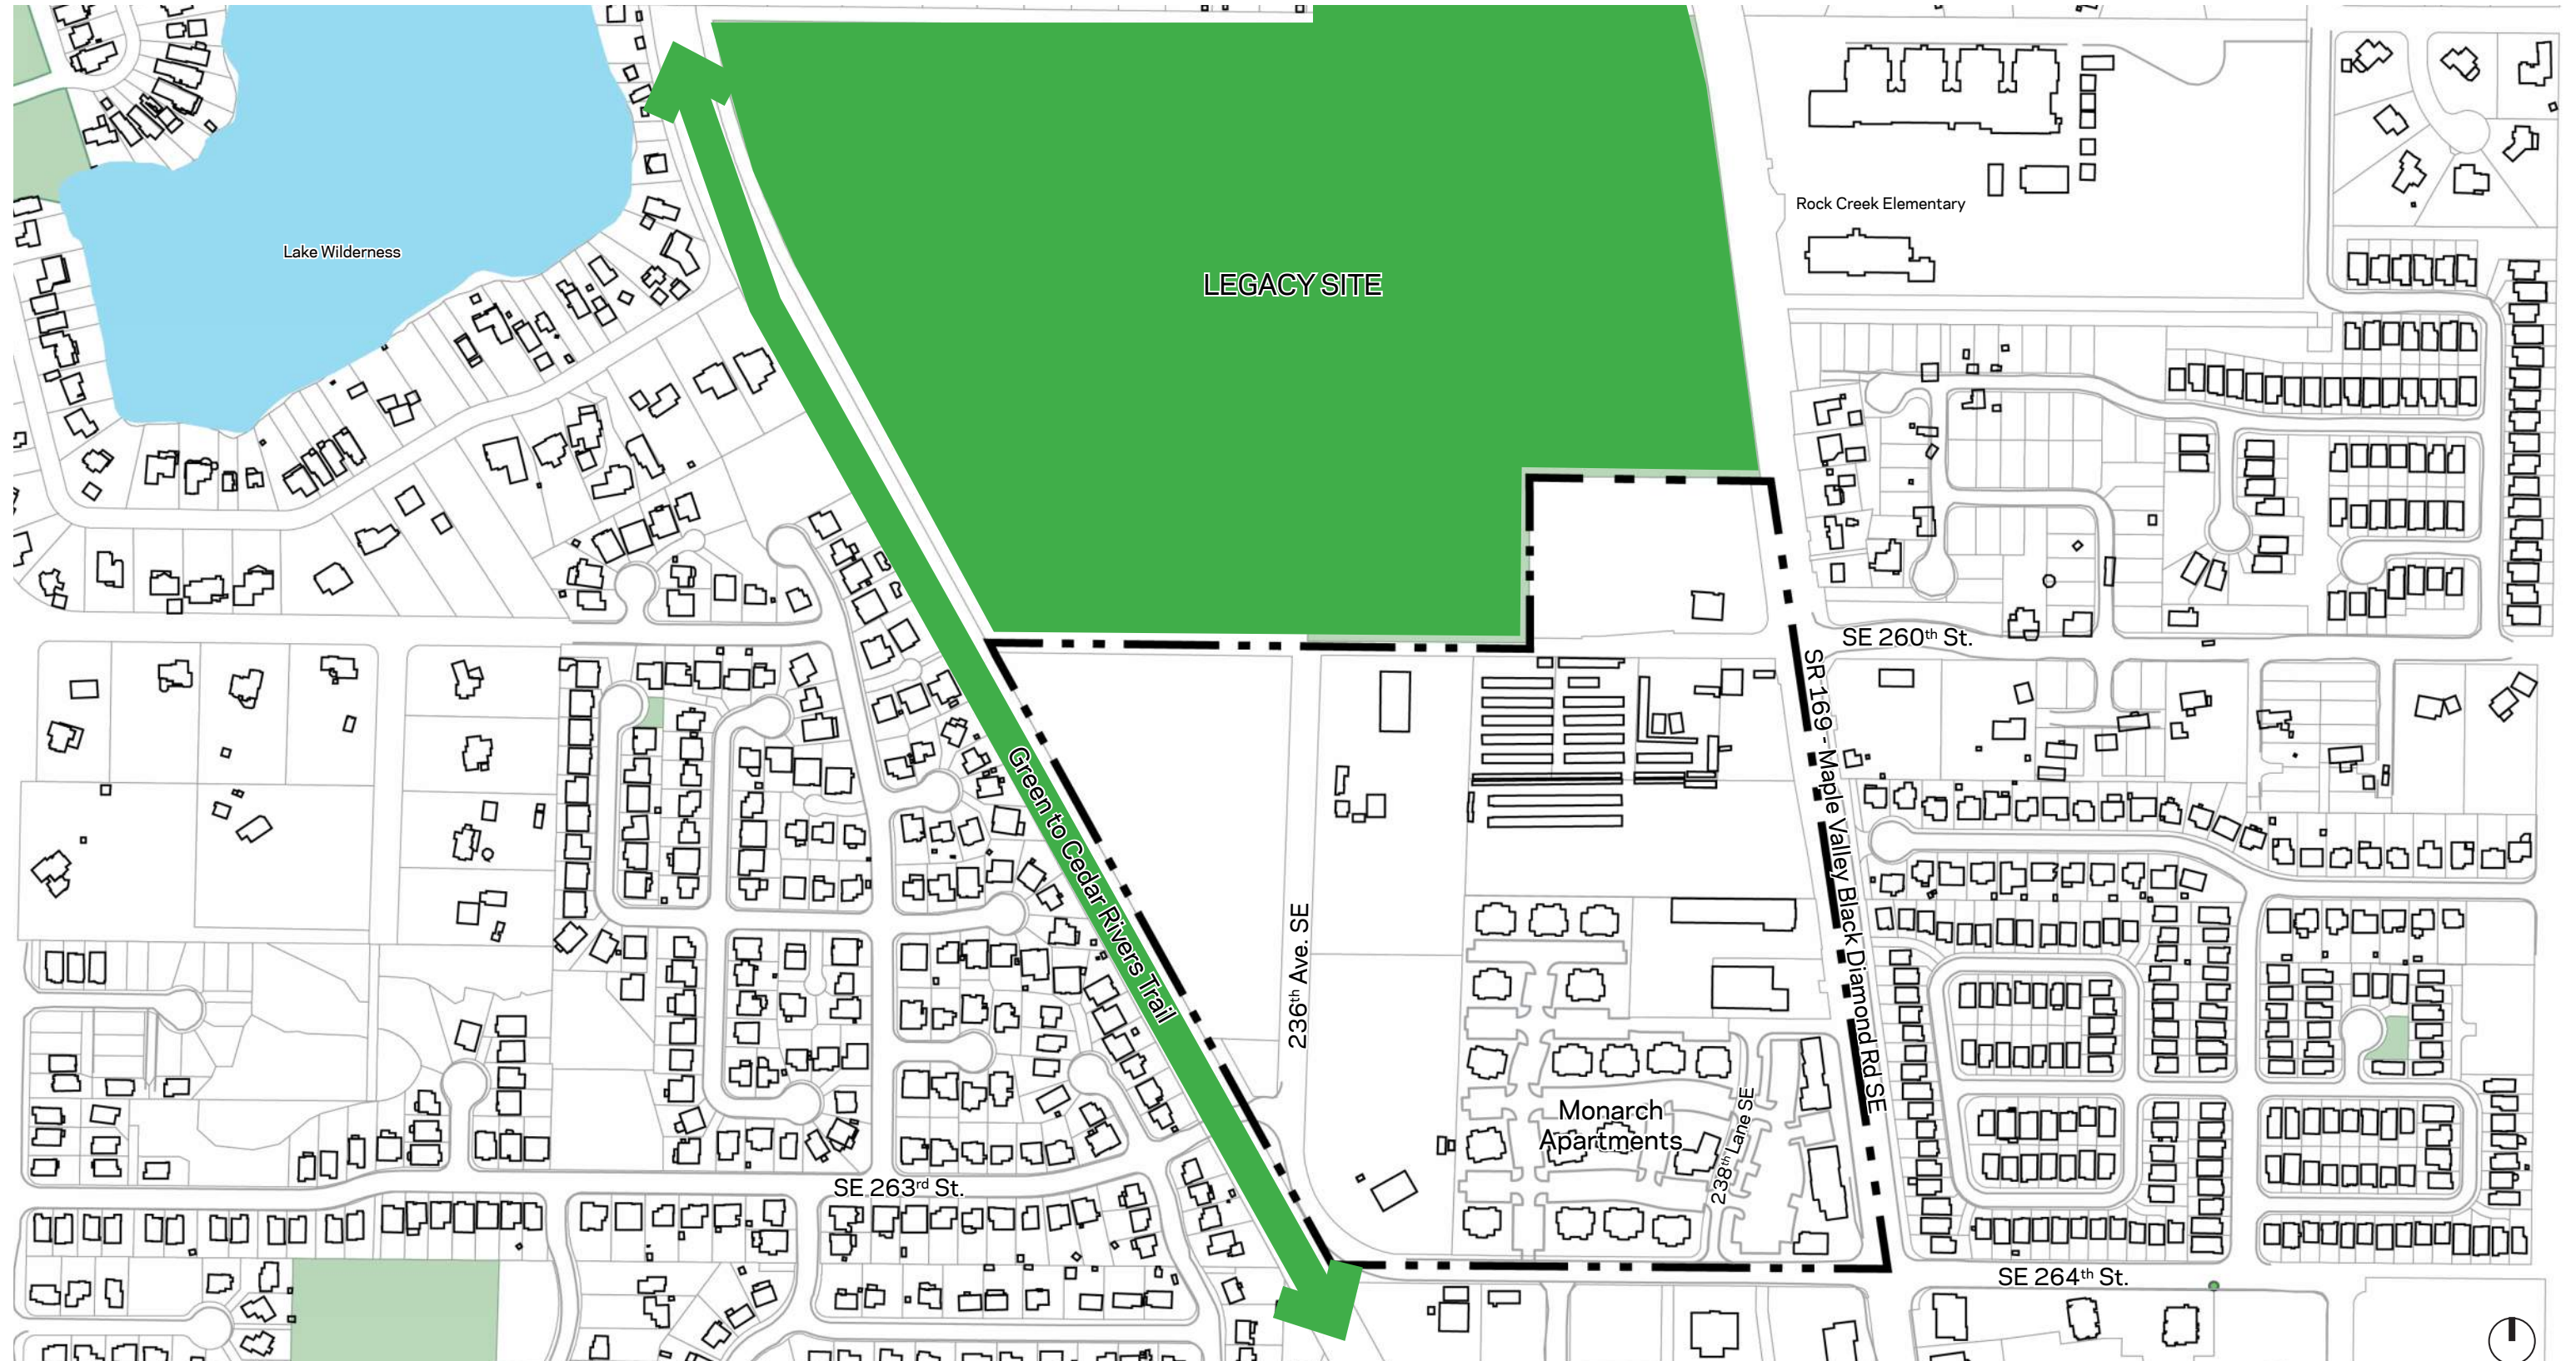 Rock Creek Elementary
Lake Wilderness
LEGACY SITE
SE 260th St.
SR 169 - Maple Valley Black Diamond Rd SE
Green to Cedar Rivers Trail
236th Ave. SE
Monarch
Apartments
238th Lane SE
SE 263rd St.
SE 264th St.